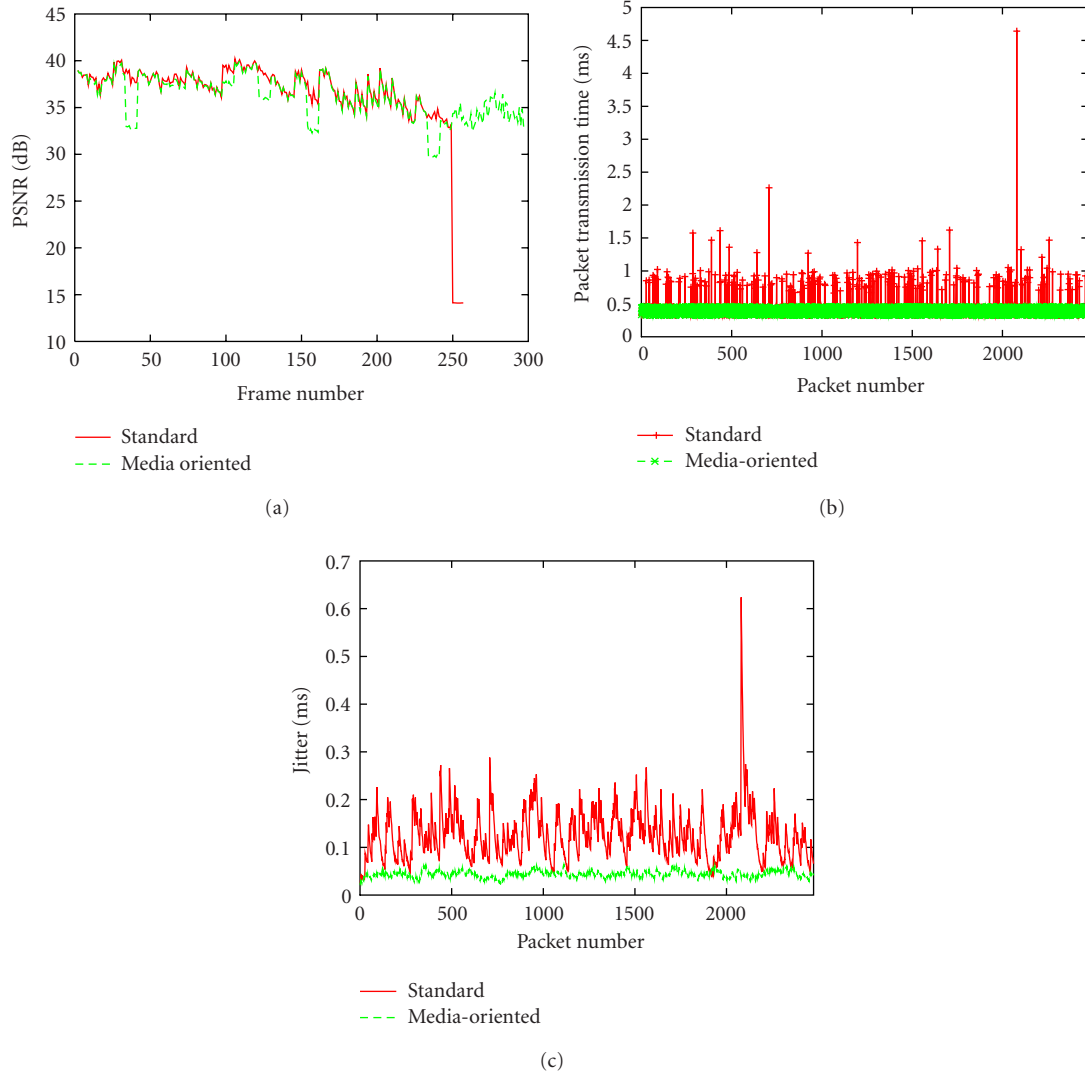 45
40
35
30
25
20
15
10
PSNR (dB)
0 50 100 150 200 250 300
Frame number
Standard
Media oriented
(a)
5
4.5
4
3.5
3
2.5
2
1.5
1
0.5
0
Packet transmission time (ms)
0 500 1000 1500 2000
Packet number
Standard
Media-oriented
(b)
0.7
0.6
0.5
0.4
0.3
0.2
0.1
0
Jitter (ms)
0 500 1000 1500 2000
Packet number
Standard
Media-oriented
(c)